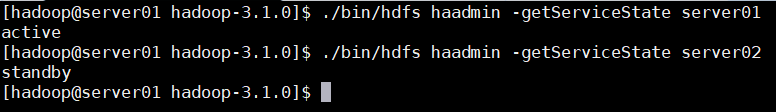 [hadoop@server01 hadoop-3.1.0]$ ./bin/hdfs haadmin -getServiceState server01
active
[hadoop@server01 hadoop-3.1.0]$ ./bin/hdfs haadmin -getServiceState server02
standby
[hadoop@server01 hadoop-3.1.0]$